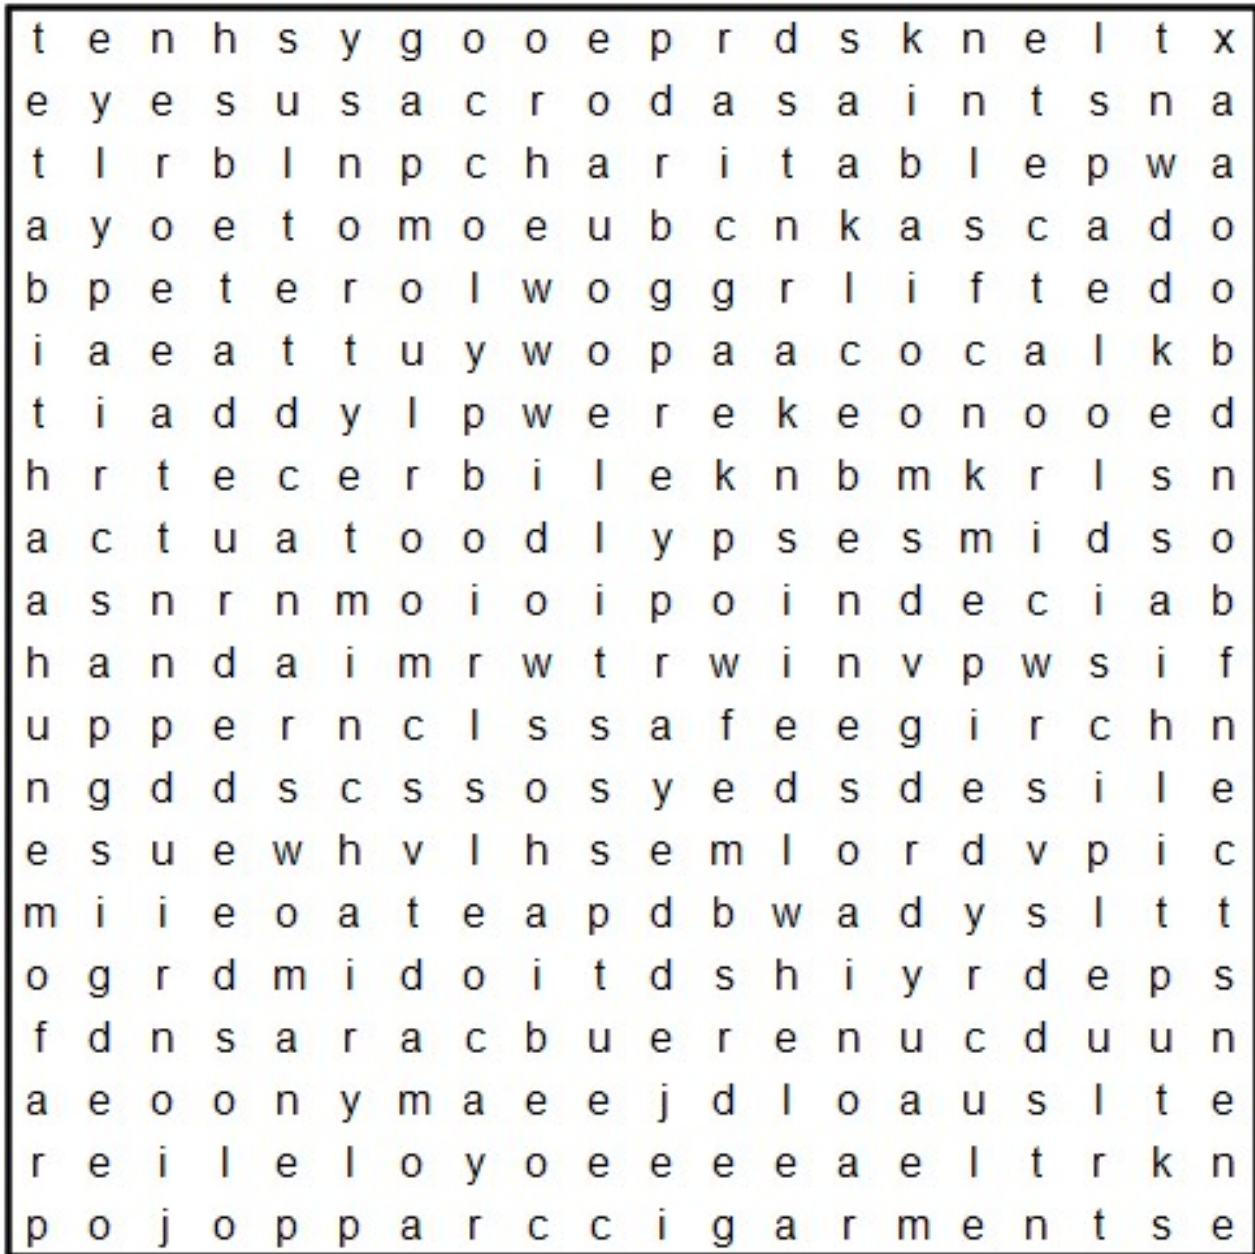 t e n h s y g o o e p r d s k n e l t x
e y e s u s a c r o d a s a i n t s n a
t l r b l n p c h a r i t a b l e p w a
a y o e t o m o e u b c n k a s c a d o
b p e t e r o l w o g g r l i f t e d o
i a e a t t u y w o p a a c o c a l k b
t i a d d y l p w e r e k e o n o o e d
h r t e c e r b i l e k n b m k r l s n
a c t u a t o o d l y p s e s m i d s o
a s n r n m o i o i p o i n d e c i a b
h a n d a i m r w t r w i n v p w s i f
u p p e r n c l s s a f e e g i r c h n
n g d d s c s s o s y e d s d e s i l e
e s u e w h v l h s e m l o r d v p i c
m i i e o a t e a p d b w a d y s l t t
o g r d m i d o i t d s h i y r d e p s
f d n s a r a c b u e r e n u c d u u n
a e o o n y m a e e j d l o a u s l t e
r e i l e l o y o e e e e a e l t r k n
p o j o p p a r c c i g a r m e n t s e